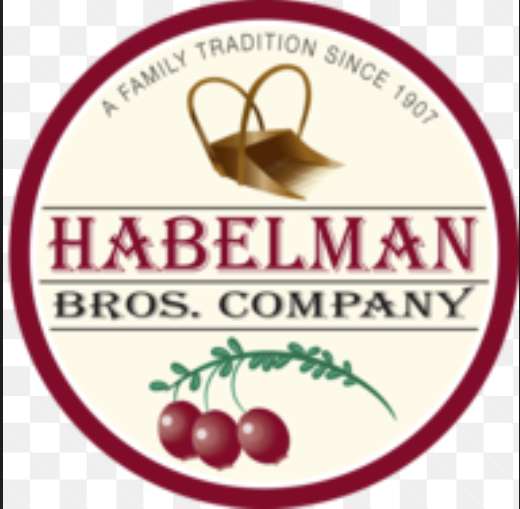 A FAMILY TRADITION SINCE 1907
HABELMAN
BROS. COMPANY